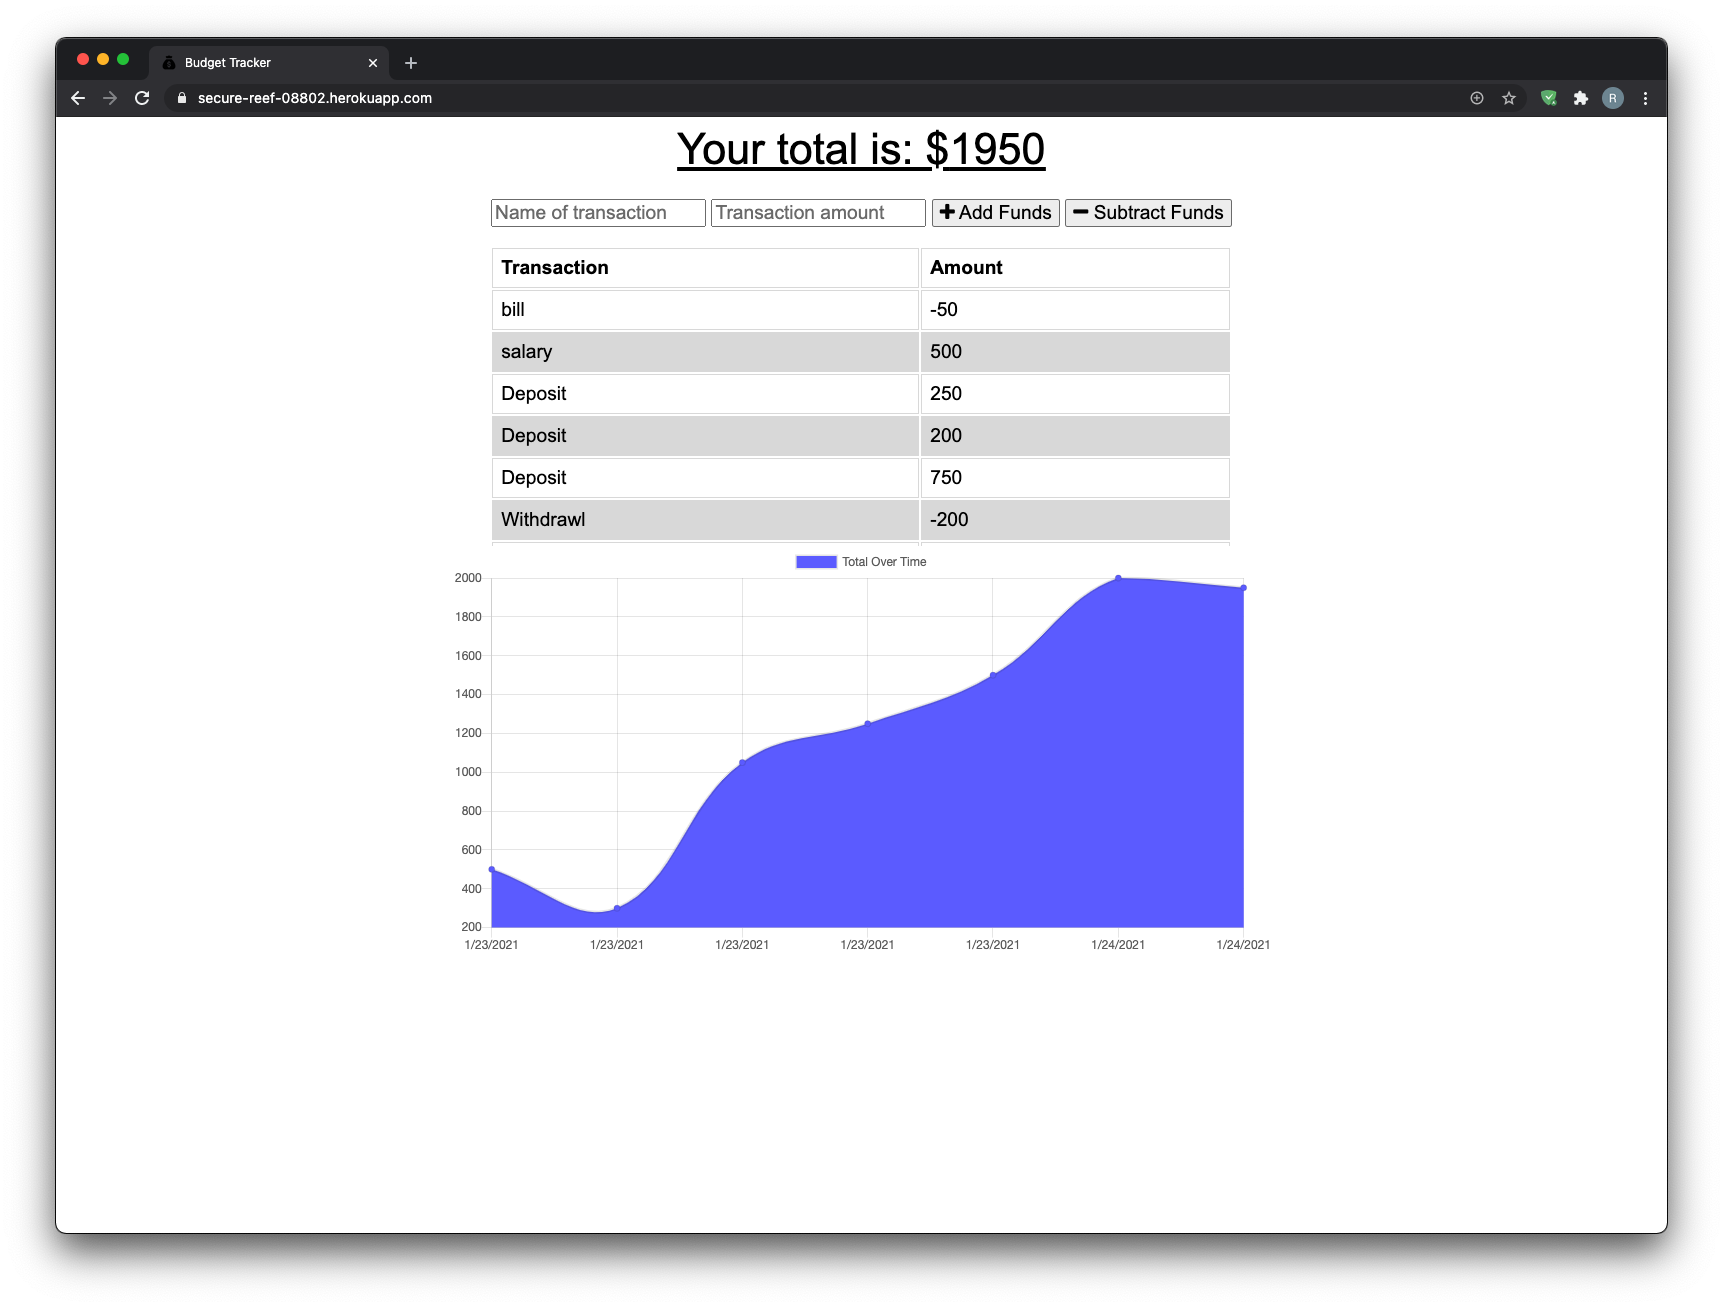 Budget Tracker
secure-reef-08802.herokuapp.com
R
Your total is: $1950
Name of transaction Transaction amount Add Funds Subtract Funds
Transaction Amount
bill -50
salary 500
Deposit 250
Deposit 200
Deposit 750
Withdrawl -200
Total Over Time
2000
1800
1600
1400
1200
1000
800
600
400
200
1/23/2021 1/23/2021 1/23/2021 1/23/2021 1/23/2021 1/24/2021 1/24/2021